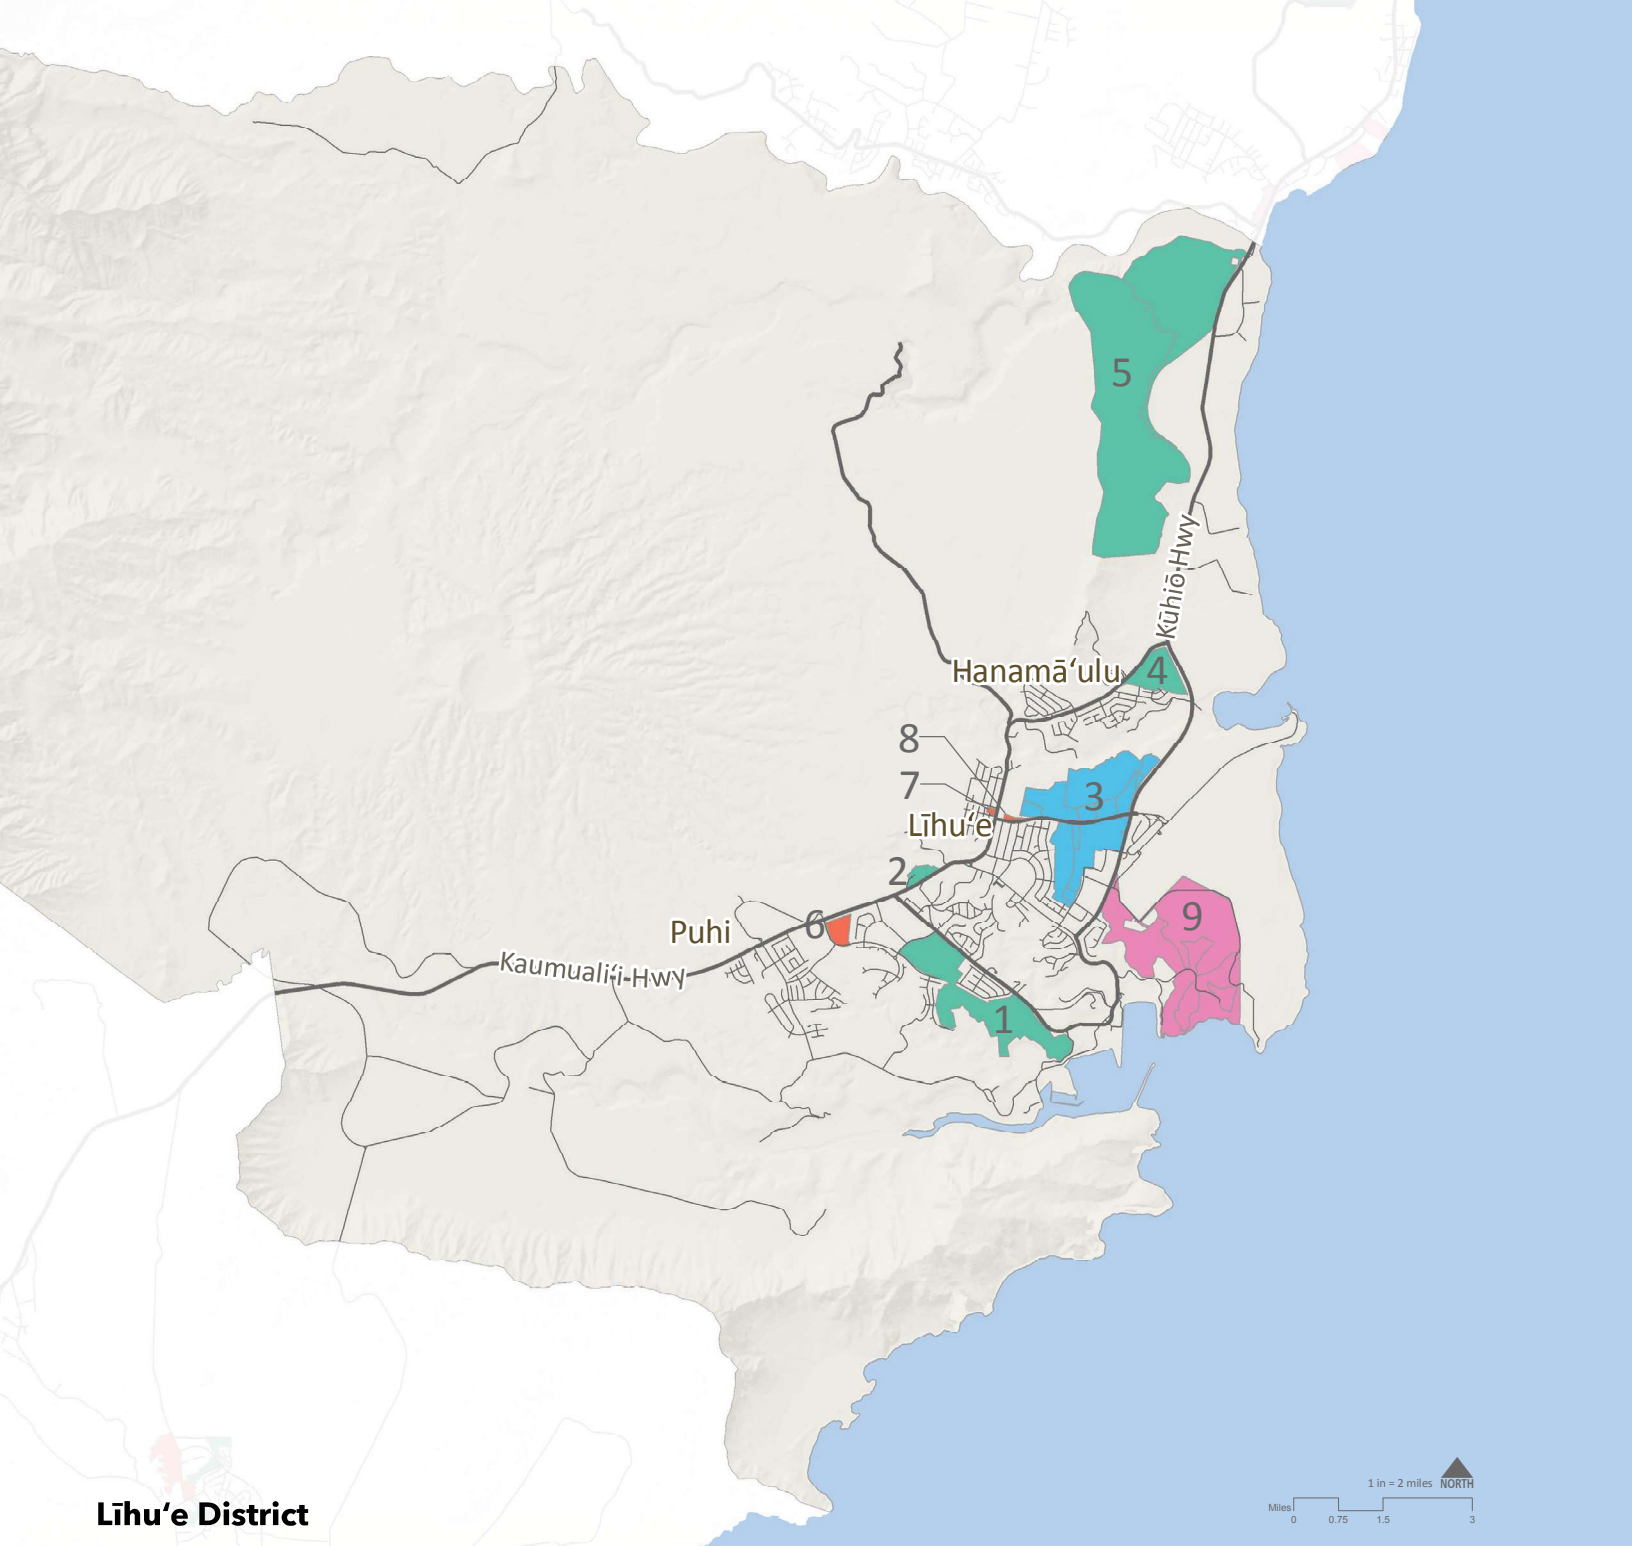 5
Kūhiō Hwy
Hanamāʻulu
4
8
7
3
Līhuʻe
2
9
6
Puhi
Kaumualiʻi Hwy
1
1 in = 2 miles
NORTH
Miles
0 0.75 1.5 3
Līhuʻe District